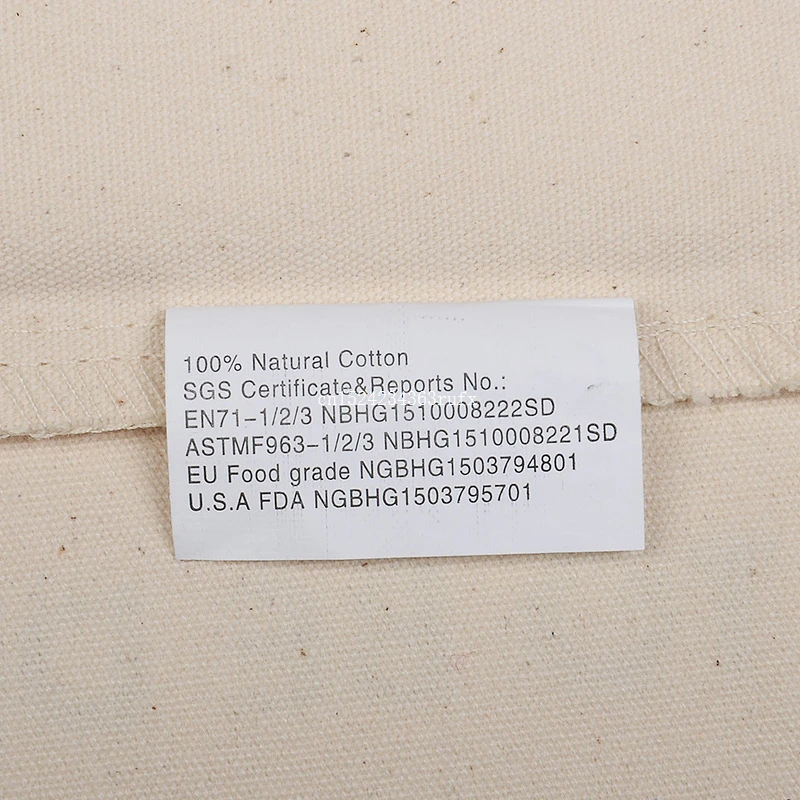 100% Natural Cotton
SGS Certificate&Reports No.:
EN71-1/2/3 NBHG1510008222SD
ASTMF963-1/2/3 NBHG1510008221SD
EU Food grade NGBHG1503794801
U.S.A FDA NGBHG1503795701